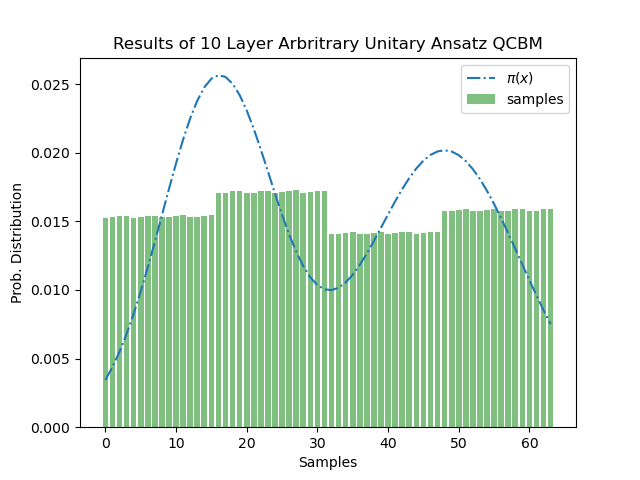 Results of 10 Layer Arbritrary Unitary Ansatz QCBM
π(x)
samples
0.025
0.020
0.015
0.010
0.005
0.000
Prob. Distribution
0 10 20 30 40 50 60
Samples